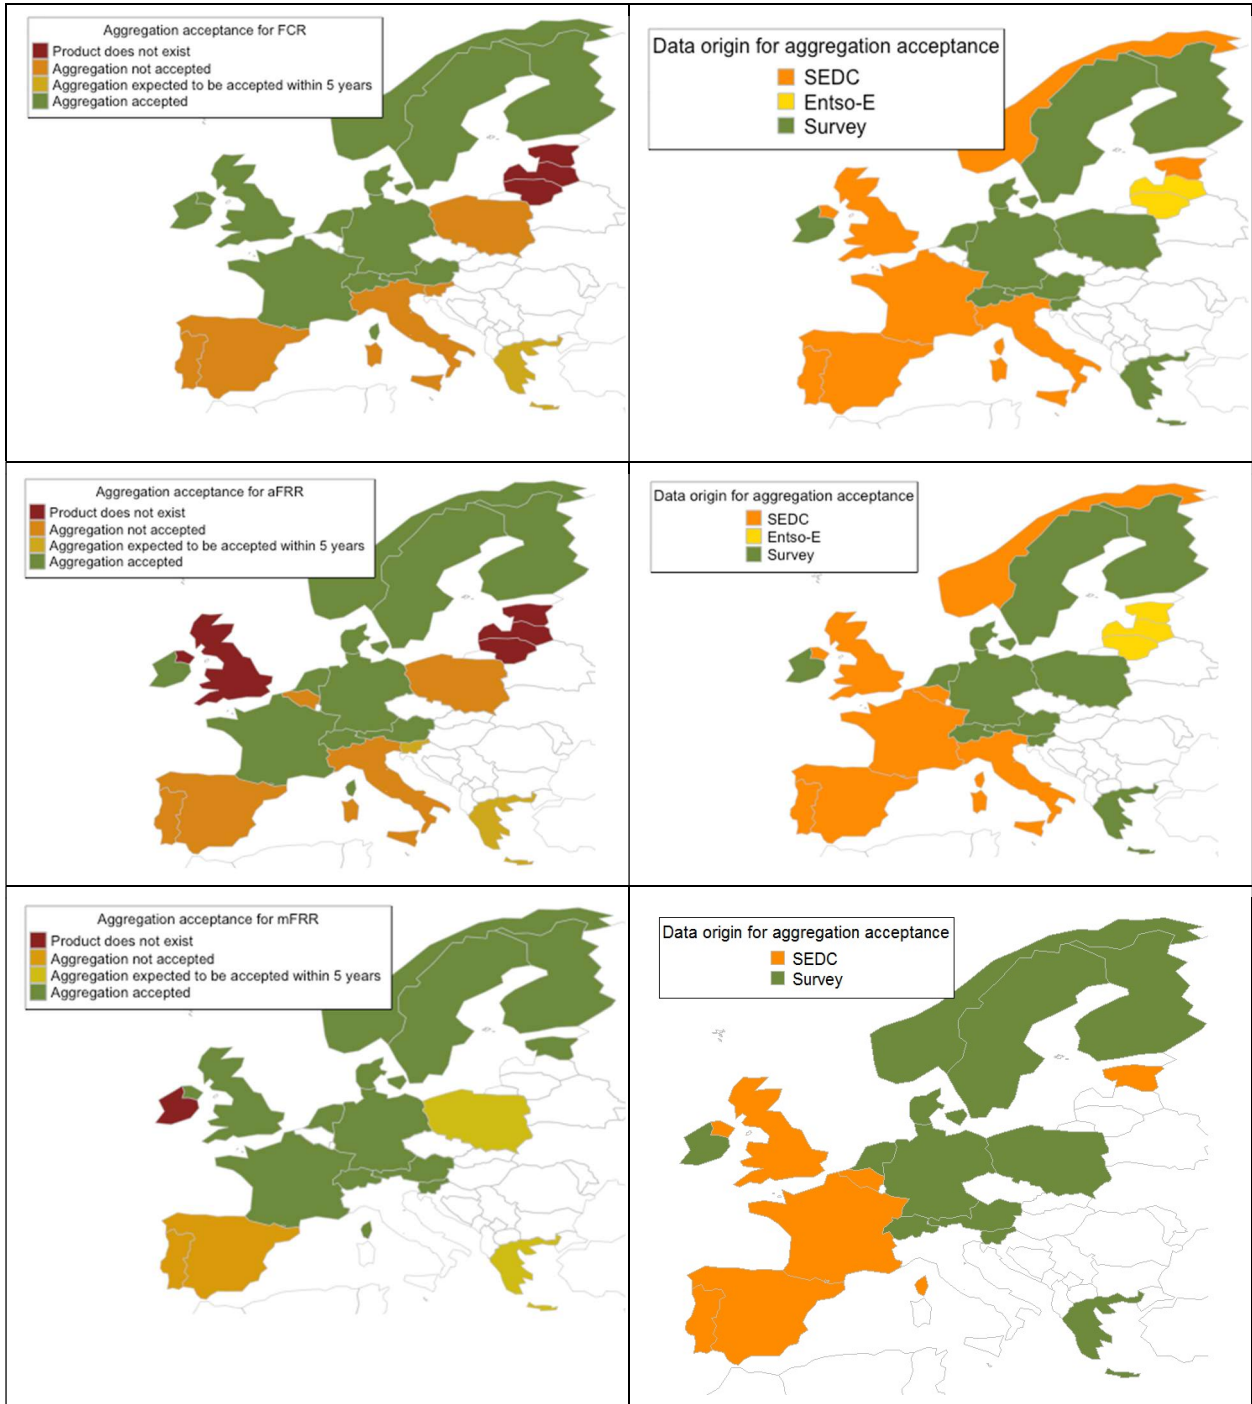 Aggregation acceptance for FCR
Product does not exist
Aggregation not accepted
Aggregation expected to be accepted within 5 years
Aggregation accepted
Data origin for aggregation acceptance
SEDC
Entso-E
Survey
Aggregation acceptance for aFRR
Product does not exist
Aggregation not accepted
Aggregation expected to be accepted within 5 years
Aggregation accepted
Data origin for aggregation acceptance
SEDC
Entso-E
Survey
Aggregation acceptance for mFRR
Product does not exist
Aggregation not accepted
Aggregation expected to be accepted within 5 years
Aggregation accepted
Data origin for aggregation acceptance
SEDC
Survey